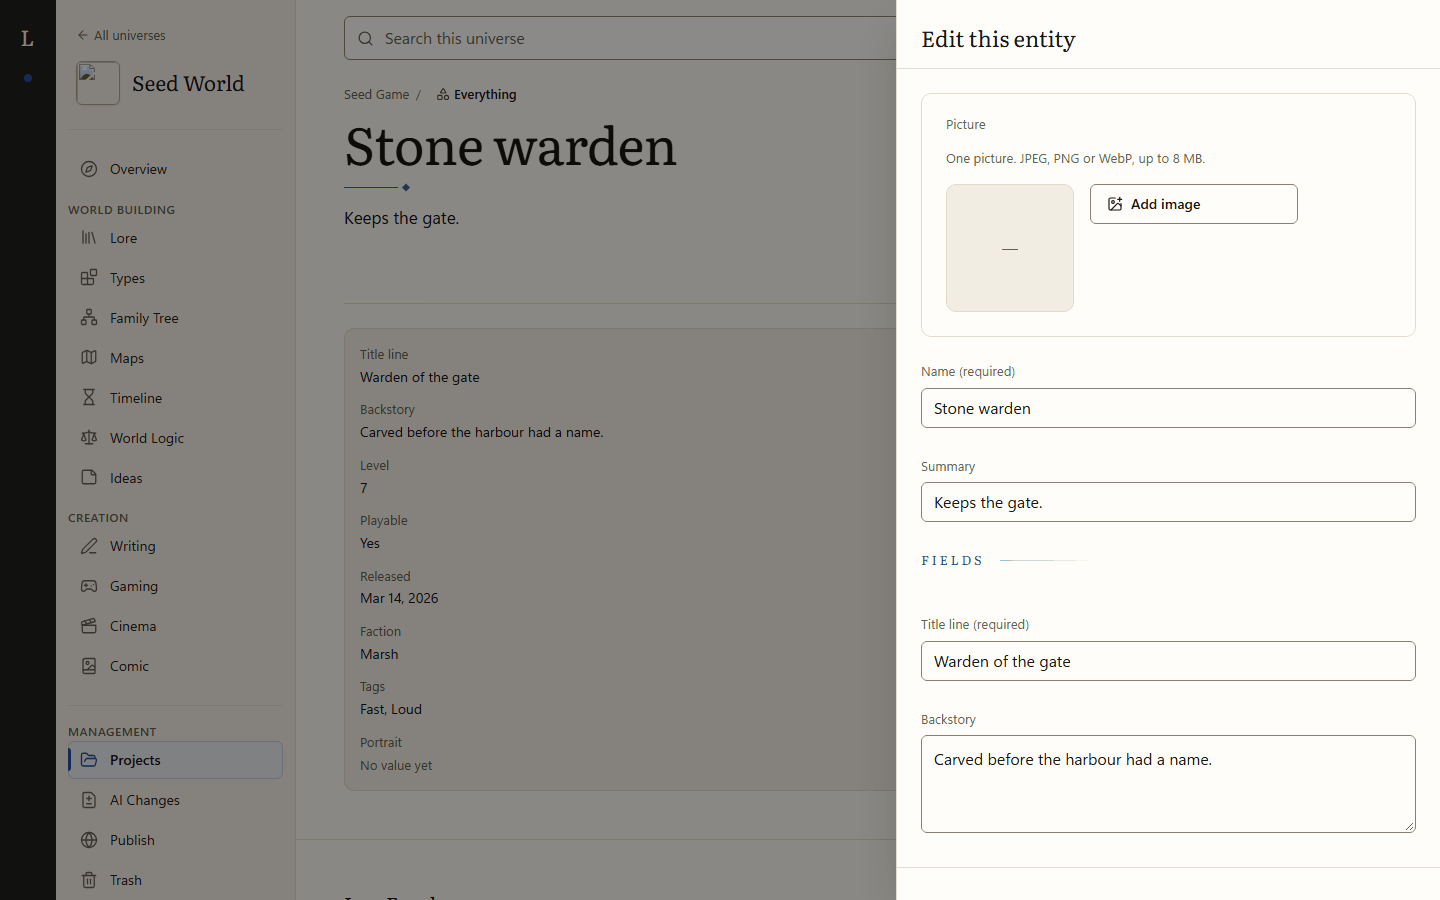 L
All universes
Seed World
Overview
WORLD BUILDING
Lore
Types
Family Tree
Maps
Timeline
World Logic
Ideas
CREATION
Writing
Gaming
Cinema
Comic
MANAGEMENT
Projects
AI Changes
Publish
Trash
Search this universe
Seed Game / Everything
Stone warden
Keeps the gate.
Title line
Warden of the gate
Backstory
Carved before the harbour had a name.
Level
7
Playable
Yes
Released
Mar 14, 2026
Faction
Marsh
Tags
Fast, Loud
Portrait
No value yet
Edit this entity
Picture
One picture. JPEG, PNG or WebP, up to 8 MB.
—
Add image
Name (required)
Stone warden
Summary
Keeps the gate.
FIELDS
Title line (required)
Warden of the gate
Backstory
Carved before the harbour had a name.